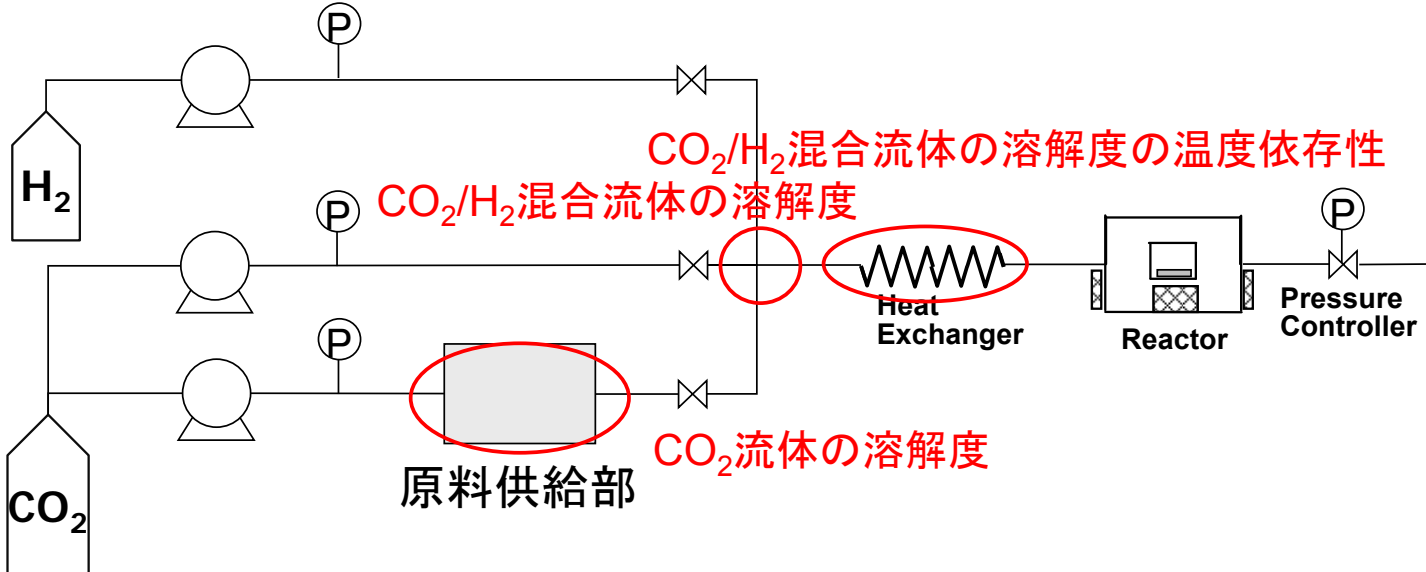 P
H₂
CO₂/H₂混合流体の溶解度の温度依存性
CO₂/H₂混合流体の溶解度
P
P
Heat
Exchanger
Reactor
Pressure
Controller
P
CO₂流体の溶解度
原料供給部
CO₂